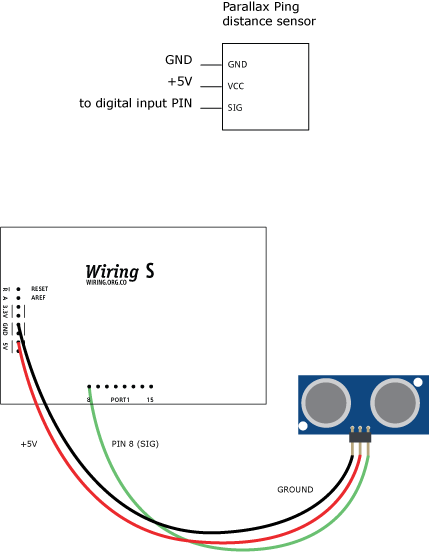 Parallax Ping
distance sensor
GND
GND
+5V
VCC
to digital input PIN
SIG
Wiring S
WIRING.ORG.CO
R
RESET
A
AREF
3.3V
GND
5V
8
PORT1
15
+5V
PIN 8 (SIG)
GROUND